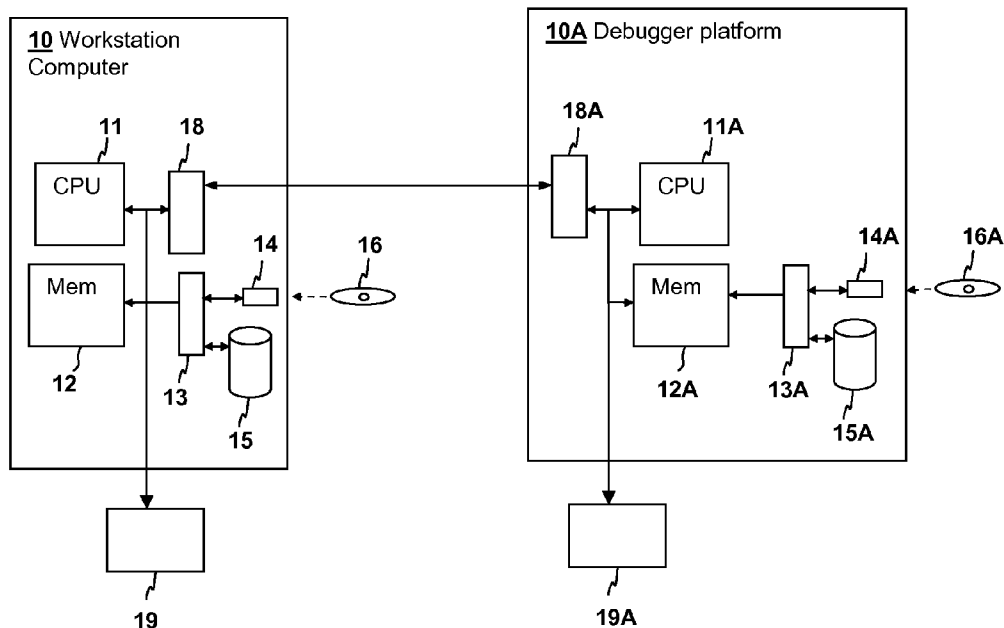 10 Workstation
Computer
11
18
CPU
14
16
Mem
12
13
15
19
10A Debugger platform
18A
11A
CPU
14A
16A
Mem
12A
13A
15A
19A